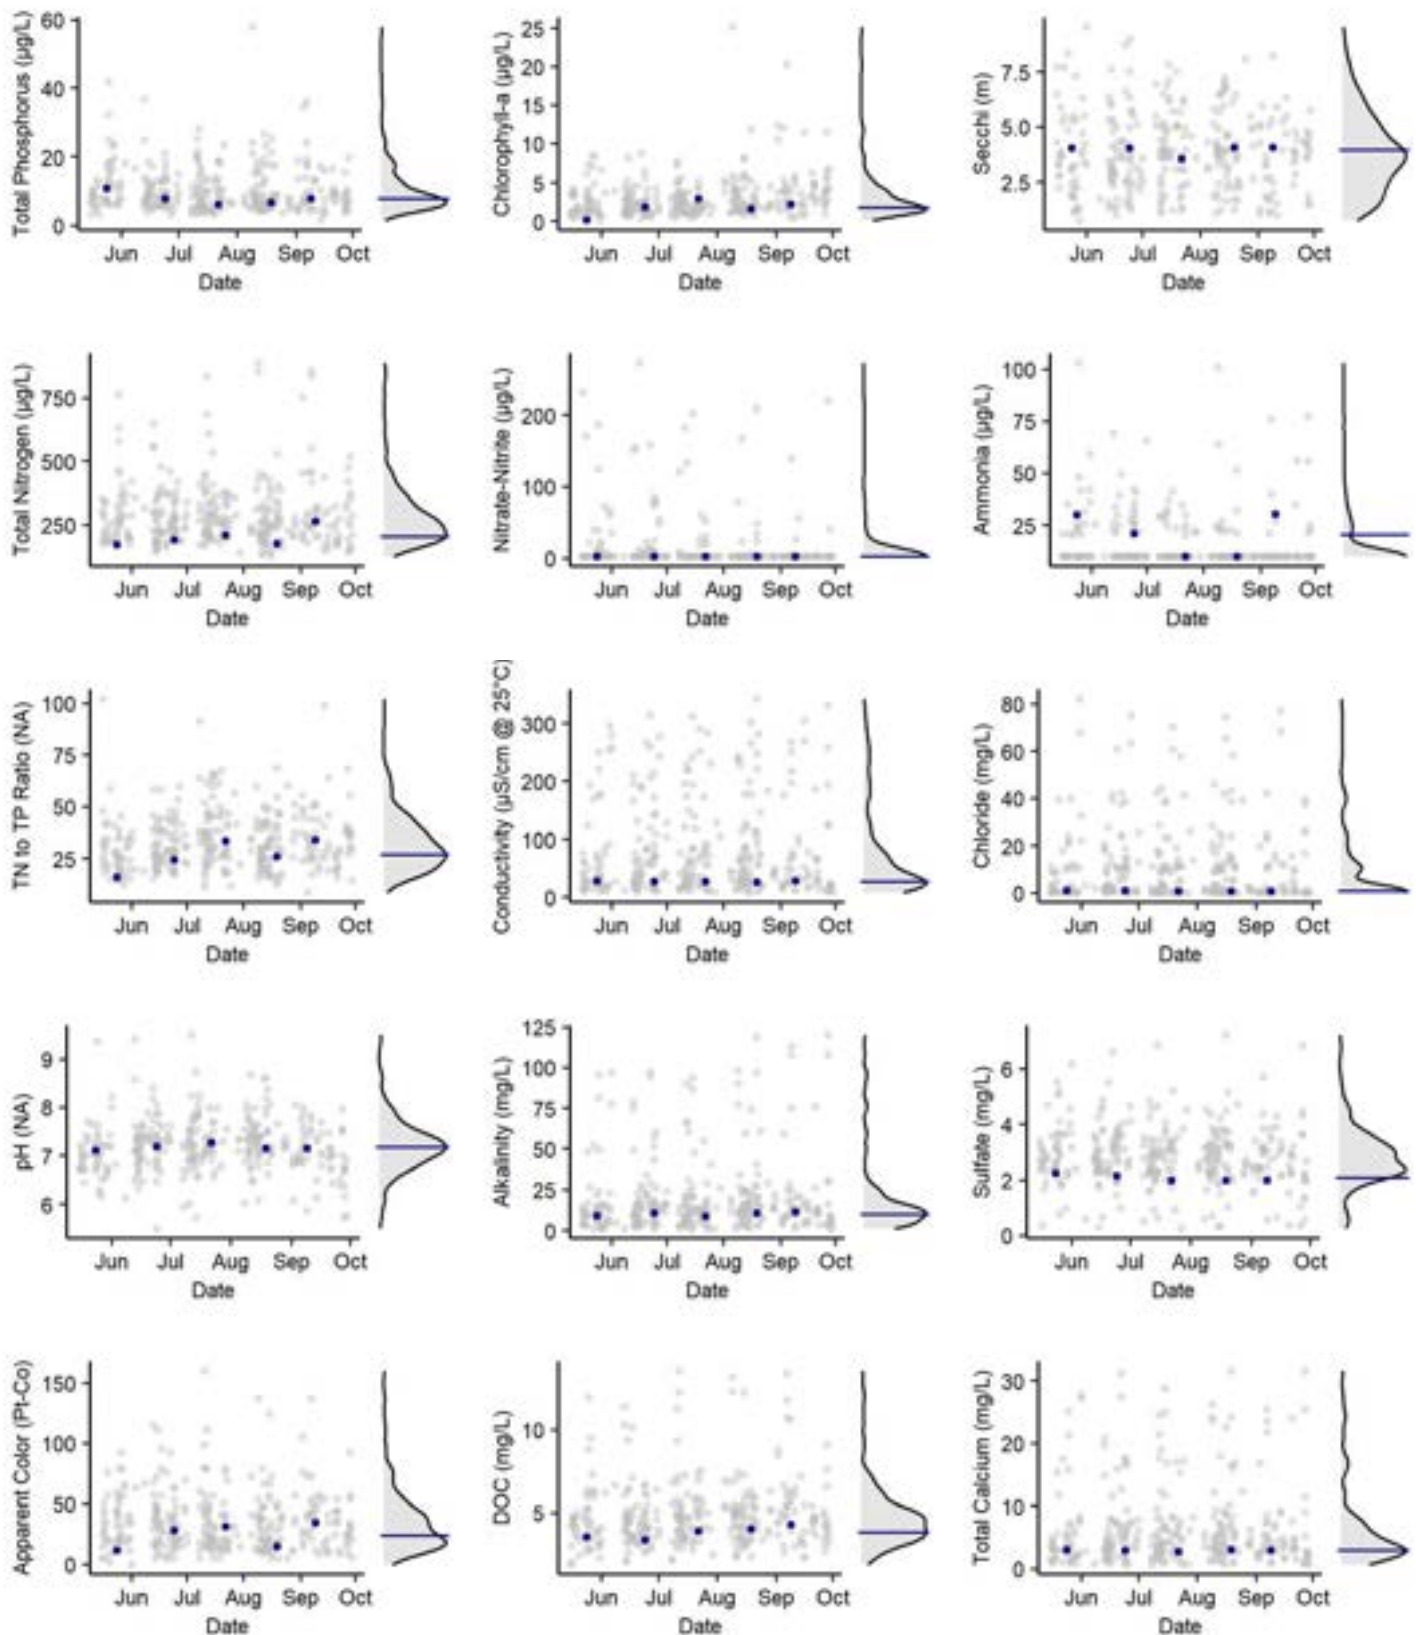 Total Phosphorus (µg/L)
60
40
20
0
Jun Jul Aug Sep Oct
Date
Chlorophyll-a (µg/L)
25
20
15
10
5
0
Jun Jul Aug Sep Oct
Date
Secchi (m)
7.5
5.0
2.5
Jun Jul Aug Sep Oct
Date
Total Nitrogen (µg/L)
750
500
250
Jun Jul Aug Sep Oct
Date
Nitrate-Nitrite (µg/L)
200
100
0
Jun Jul Aug Sep Oct
Date
Ammonia (µg/L)
100
75
50
25
Jun Jul Aug Sep Oct
Date
TN to TP Ratio (NA)
100
75
50
25
Jun Jul Aug Sep Oct
Date
Conductivity (µS/cm @ 25°C)
300
200
100
0
Jun Jul Aug Sep Oct
Date
Chloride (mg/L)
80
60
40
20
0
Jun Jul Aug Sep Oct
Date
pH (NA)
9
8
7
6
Jun Jul Aug Sep Oct
Date
Alkalinity (mg/L)
125
100
75
50
25
0
Jun Jul Aug Sep Oct
Date
Sulfate (mg/L)
6
4
2
0
Jun Jul Aug Sep Oct
Date
Apparent Color (Pt-Co)
150
100
50
0
Jun Jul Aug Sep Oct
Date
DOC (mg/L)
10
5
Jun Jul Aug Sep Oct
Date
Total Calcium (mg/L)
30
20
10
0
Jun Jul Aug Sep Oct
Date